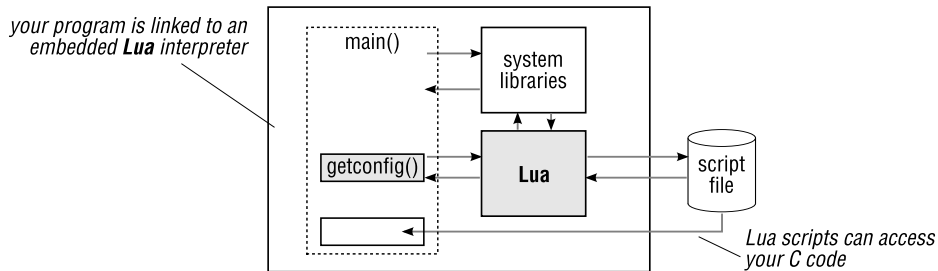 your program is linked to an
embedded Lua interpreter
main()
system
libraries
getconfig()
Lua
script
file
Lua scripts can access
your C code